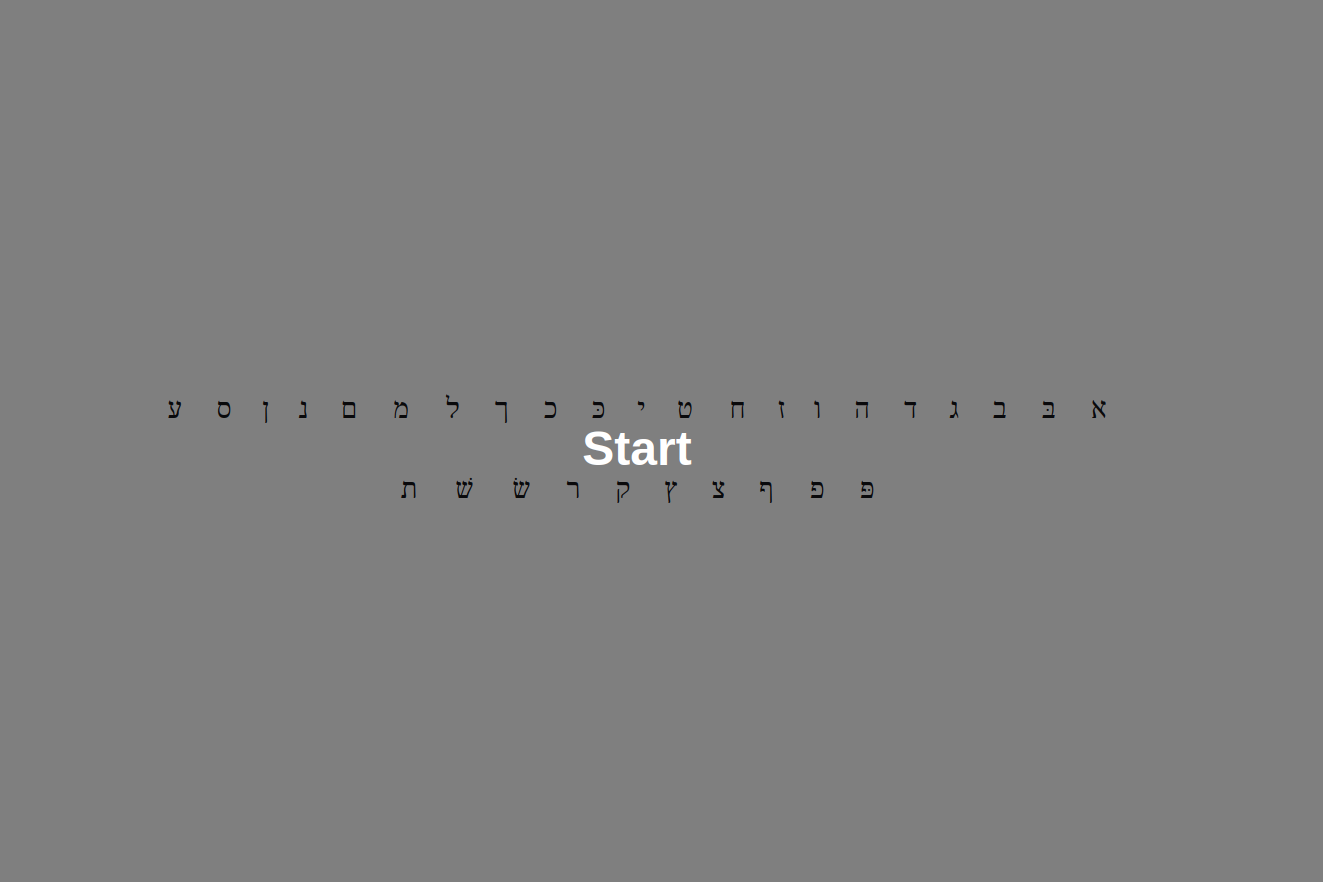 א בּ ב ג ד ה ו ז ח ט י כּ כ ך ל מ ם נ ן ס ע
Start
פּ פ ף צ ץ ק ר שׂ שׁ ת